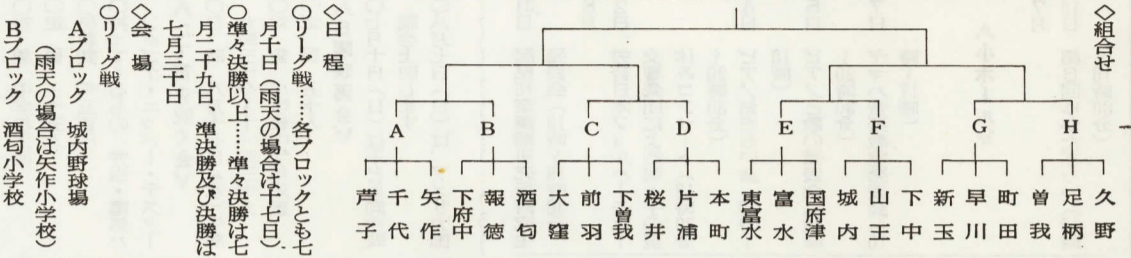 ◇組合せ
A B C D E F G H
久野
足柄
曽我
町田
早川
新玉
下中
山王
城内
国府津
富水
東富水
本町
片浦
桜井
下曽我
前羽
大窪
酒匂
報徳
下府中
矢作
千代
芦子
◇日程
○リーグ戦……各ブロックとも七
月十日（雨天の場合は十七日）
○準々決勝以上……準々決勝は七
月二十九日、準決勝及び決勝は
七月三十日
◇会場
○リーグ戦
Aブロック 城内野球場
（雨天の場合は矢作小学校）
Bブロック 酒匂小学校